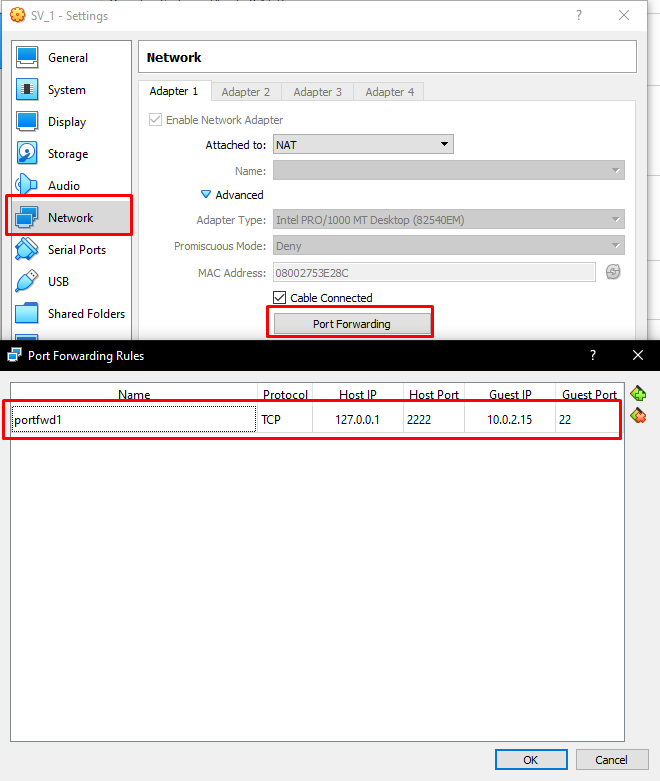 SV_1 - Settings
?
General
System
Display
Storage
Audio
Network
Serial Ports
USB
Shared Folders
Network
Adapter 1 Adapter 2 Adapter 3 Adapter 4
Enable Network Adapter
Attached to: NAT
Name:
Advanced
Adapter Type: Intel PRO/1000 MT Desktop (82540EM)
Promiscuous Mode: Deny
MAC Address: 08002753E28C
Cable Connected
Port Forwarding
Port Forwarding Rules
?
Name Protocol Host IP Host Port Guest IP Guest Port
portfwd1 TCP 127.0.0.1 2222 10.0.2.15 22
OK Cancel